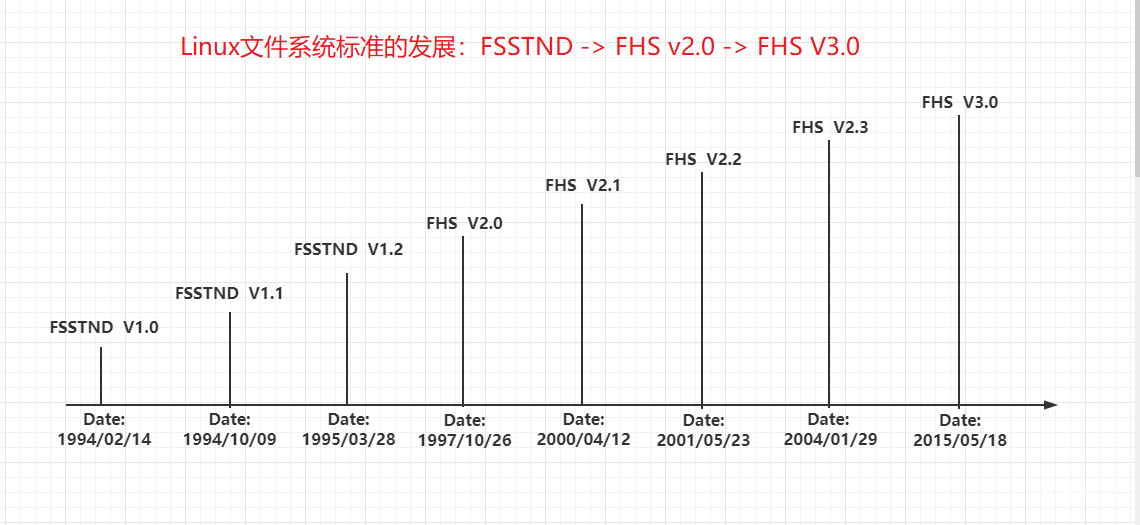 Linux文件系统标准的发展：FSSTND -> FHS v2.0 -> FHS V3.0
FHS V3.0
FHS V2.3
FHS V2.2
FHS V2.1
FHS V2.0
FSSTND V1.2
FSSTND V1.1
FSSTND V1.0
Date:
1994/02/14
Date:
1994/10/09
Date:
1995/03/28
Date:
1997/10/26
Date:
2000/04/12
Date:
2001/05/23
Date:
2004/01/29
Date:
2015/05/18